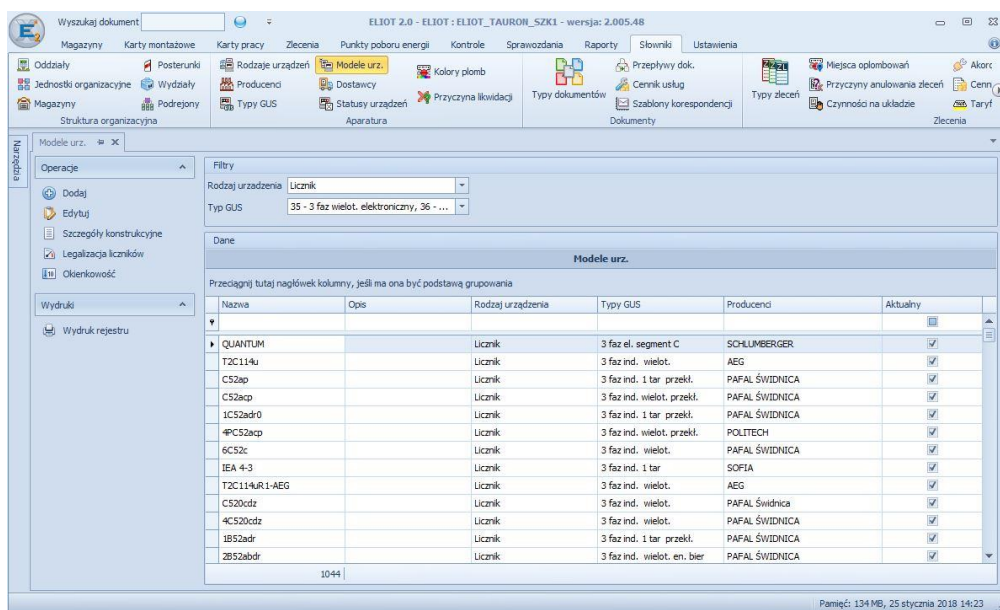 Wyszukaj dokument
ELIOT 2.0 - ELIOT : ELIOT_TAURON_SZK1 - wersja: 2.005.48
Magazyny Karty montażowe Karty pracy Zlecenia Punkty poboru energii Kontrole Sprawozdania Raporty Słowniki Ustawienia
Oddziały Posterunki Rodzaje urządzeń Modele urz. Kolory plomb Przepływy dok. Miejsca oplombowań Akorc
Jednostki organizacyjne Wydziały Producenci Dostawcy Przyczyna likwidacji Typy dokumentów Cennik usług Typy zleceń Przyczyny anulowania zleceń Cenn
Magazyny Podrejony Typy GUS Statusy urządzeń Szablony korespondencji Czynności na układzie Taryf
Struktura organizacyjna Aparatura Dokumenty Zlecenia
Narzędzia
Modele urz.
Operacje
Dodaj
Edytuj
Szczegóły konstrukcyjne
Legalizacja liczników
Okienkowość
Wydruki
Wydruk rejestru
Filtry
Rodzaj urzadzenia Licznik
Typ GUS 35 - 3 faz wielot. elektroniczny, 36 - ...
Dane
Modele urz.
Przeciągnij tutaj nagłówek kolumny, jeśli ma ona być podstawą grupowania
Nazwa Opis Rodzaj urządzenia Typy GUS Producenci Aktualny
QUANTUM Licznik 3 faz el. segment C SCHLUMBERGER
T2C114u Licznik 3 faz ind. wielot. AEG
C52ap Licznik 3 faz ind. 1 tar przekł. PAFAL ŚWIDNICA
C52acp Licznik 3 faz ind. wielot. przekł. PAFAL ŚWIDNICA
1C52adr0 Licznik 3 faz ind. 1 tar przekł. PAFAL ŚWIDNICA
4PC52acp Licznik 3 faz ind. wielot. przekł. POLITECH
6C52c Licznik 3 faz ind. wielot. PAFAL ŚWIDNICA
IEA 4-3 Licznik 3 faz ind. 1 tar SOFIA
T2C114uR1-AEG Licznik 3 faz ind. wielot. AEG
C520cdz Licznik 3 faz ind. wielot. PAFAL Świdnica
4C520cdz Licznik 3 faz ind. wielot. PAFAL ŚWIDNICA
1B52adr Licznik 3 faz ind. 1 tar przekł. PAFAL ŚWIDNICA
2B52abdr Licznik 3 faz ind. wielot. en. bier PAFAL ŚWIDNICA
1044
Pamięć: 134 MB, 25 stycznia 2018 14:23